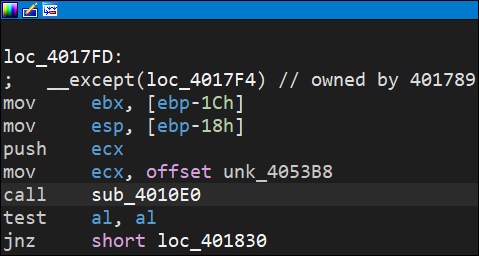 loc_4017FD:
;   __except(loc_4017F4) // owned by 401789
mov     ebx, [ebp-1Ch]
mov     esp, [ebp-18h]
push    ecx
mov     ecx, offset unk_4053B8
call    sub_4010E0
test    al, al
jnz     short loc_401830